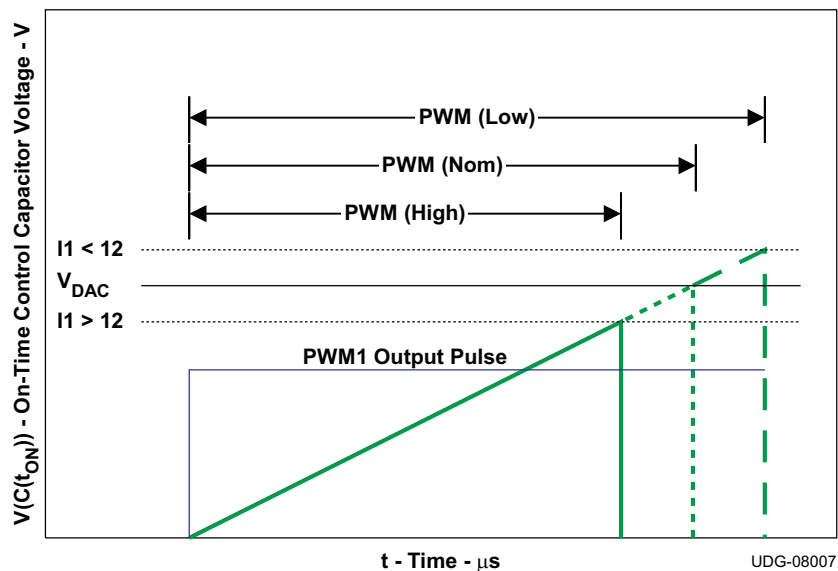 V(C(tON)) - On-Time Control Capacitor Voltage - V
PWM (Low)
PWM (Nom)
PWM (High)
I1 < 12
VDAC
I1 > 12
PWM1 Output Pulse
t - Time - μs
UDG-08007